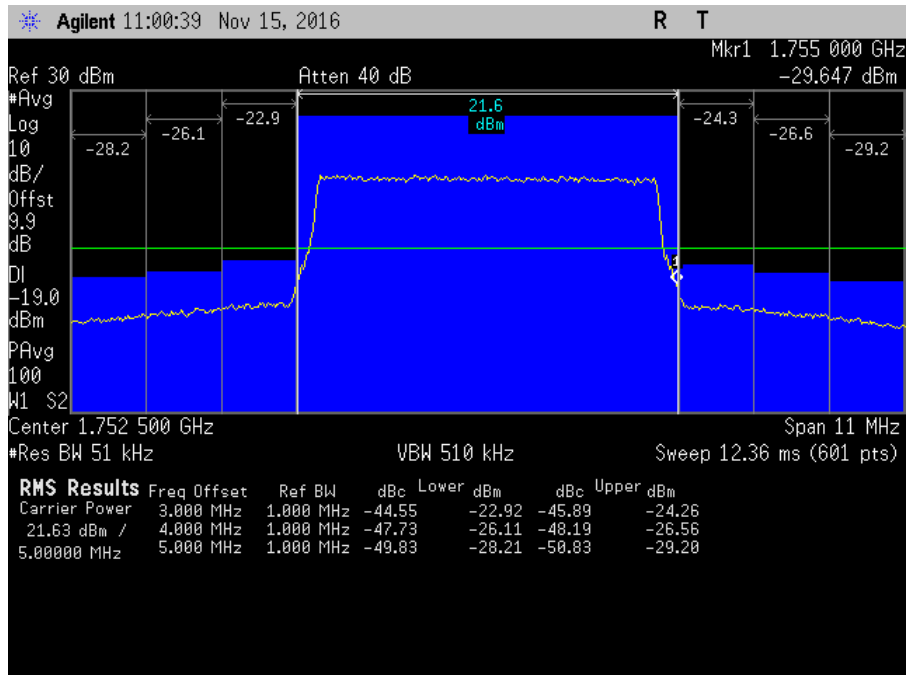 Agilent 11:00:39 Nov 15, 2016 R T
Mkr1 1.755 000 GHz
Ref 30 dBm Atten 40 dB -29.647 dBm
#Avg
Log
10
dB/
Offst
9.9
dB
DI
-19.0
dBm
PAvg
100
W1 S2
-28.2
-26.1
-22.9
21.6
dBm
-24.3
-26.6
-29.2
1
Center 1.752 500 GHz Span 11 MHz
#Res BW 51 kHz VBW 510 kHz Sweep 12.36 ms (601 pts)
RMS Results Freq Offset Ref BW dBc Lower dBm dBc Upper dBm
Carrier Power 3.000 MHz 1.000 MHz -44.55 -22.92 -45.89 -24.26
21.63 dBm / 4.000 MHz 1.000 MHz -47.73 -26.11 -48.19 -26.56
5.00000 MHz 5.000 MHz 1.000 MHz -49.83 -28.21 -50.83 -29.20